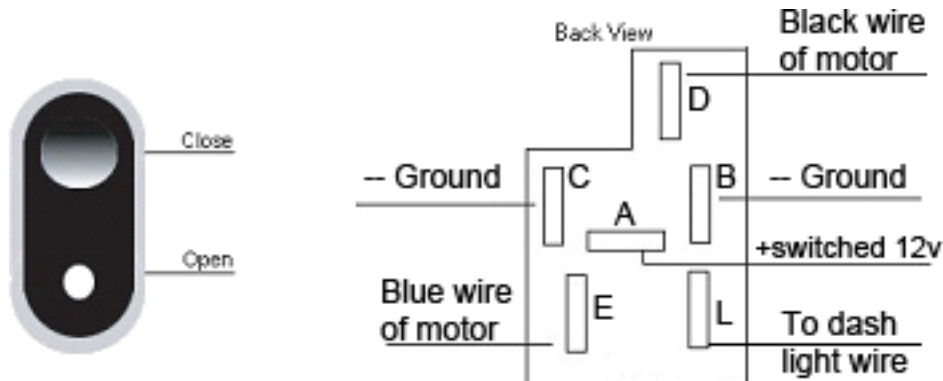 Close
Open
Back View
Black wire
of motor
D
-- Ground
C
B
-- Ground
A
+switched 12v
Blue wire
of motor
E
L
To dash
light wire